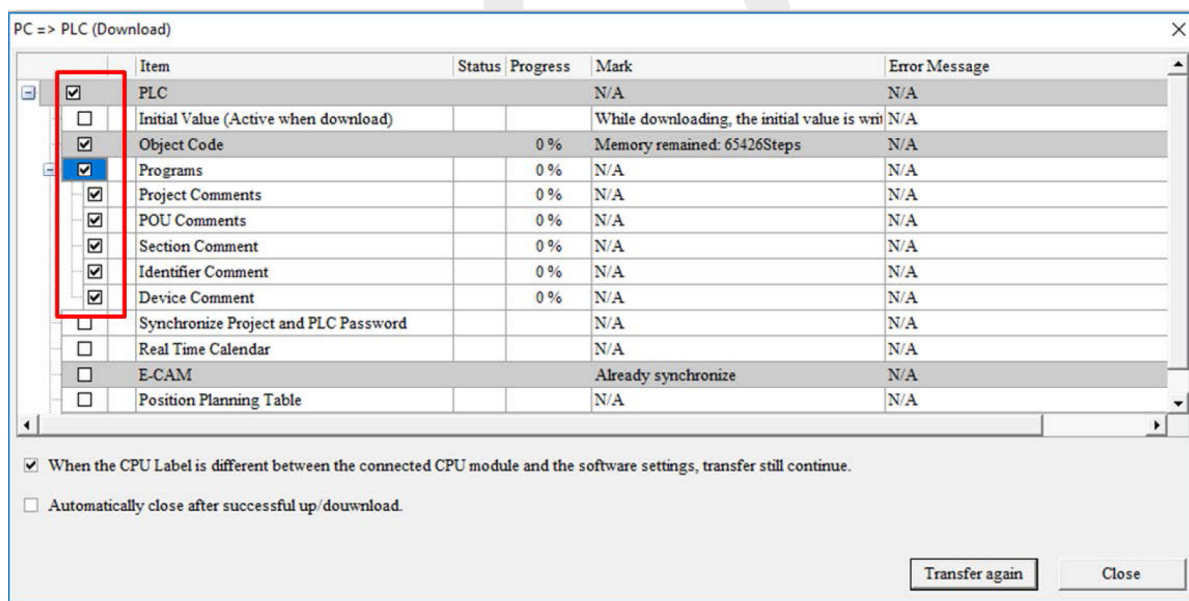 PC => PLC (Download)
Item Status Progress Mark Error Message
PLC N/A N/A
Initial Value (Active when download) While downloading, the initial value is writ N/A
Object Code 0 % Memory remained: 65426Steps N/A
Programs 0 % N/A N/A
Project Comments 0 % N/A N/A
POU Comments 0 % N/A N/A
Section Comment 0 % N/A N/A
Identifier Comment 0 % N/A N/A
Device Comment 0 % N/A N/A
Synchronize Project and PLC Password N/A N/A
Real Time Calendar N/A N/A
E-CAM Already synchronize N/A
Position Planning Table N/A N/A
When the CPU Label is different between the connected CPU module and the software settings, transfer still continue.
Automatically close after successful up/douwnload.
Transfer again Close